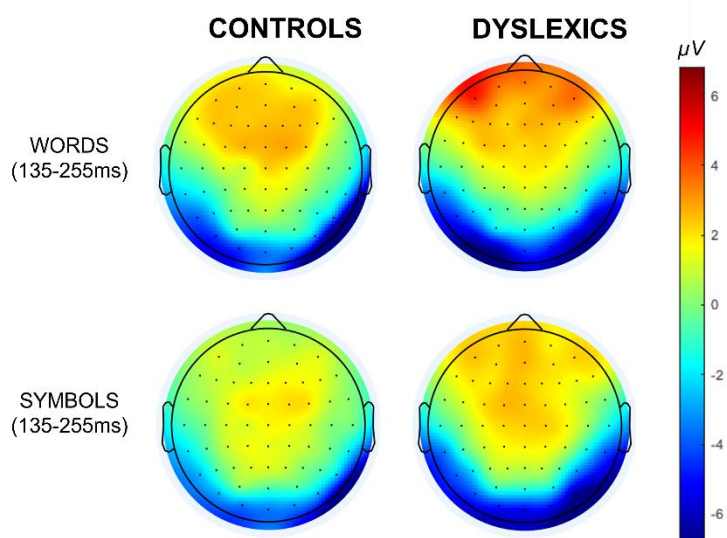 CONTROLS
DYSLEXICS
μV
WORDS
(135-255ms)
SYMBOLS
(135-255ms)
6
4
2
0
-2
-4
-6